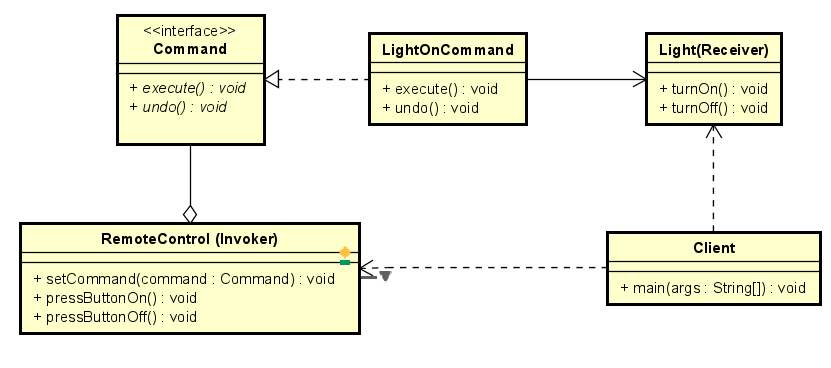 <<interface>>
Command
+ execute() : void
+ undo() : void
LightOnCommand
+ execute() : void
+ undo() : void
Light(Receiver)
+ turnOn() : void
+ turnOff() : void
RemoteControl (Invoker)
+ setCommand(command : Command) : void
+ pressButtonOn() : void
+ pressButtonOff() : void
Client
+ main(args : String[]) : void